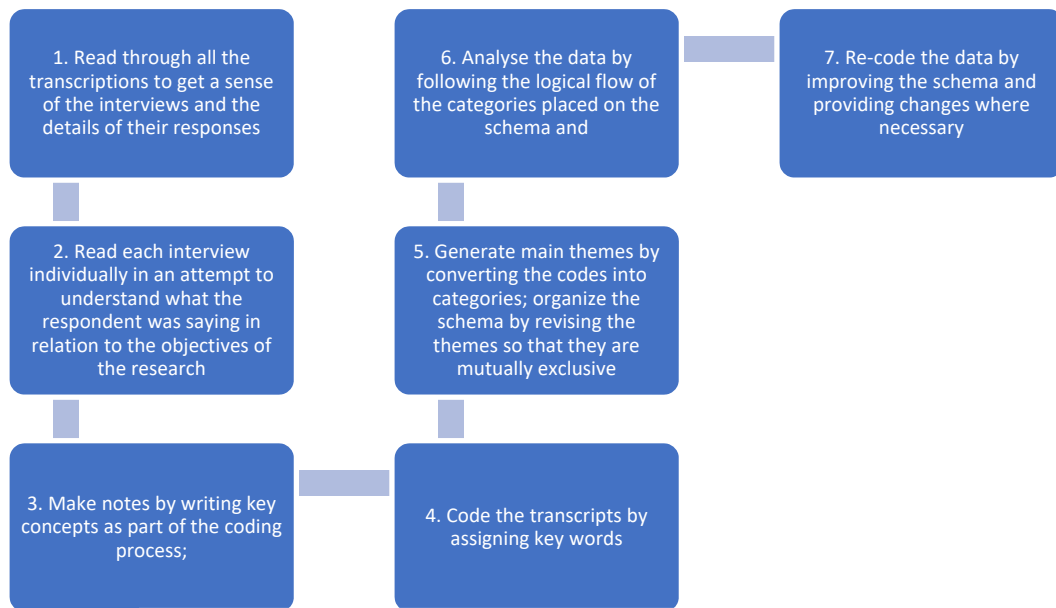 1. Read through all the
transcriptions to get a sense
of the interviews and the
details of their responses
2. Read each interview
individually in an attempt to
understand what the
respondent was saying in
relation to the objectives of
the research
3. Make notes by writing key
concepts as part of the coding
process;
4. Code the transcripts by
assigning key words
5. Generate main themes by
converting the codes into
categories; organize the
schema by revising the
themes so that they are
mutually exclusive
6. Analyse the data by
following the logical flow of
the categories placed on the
schema and
7. Re-code the data by
improving the schema and
providing changes where
necessary